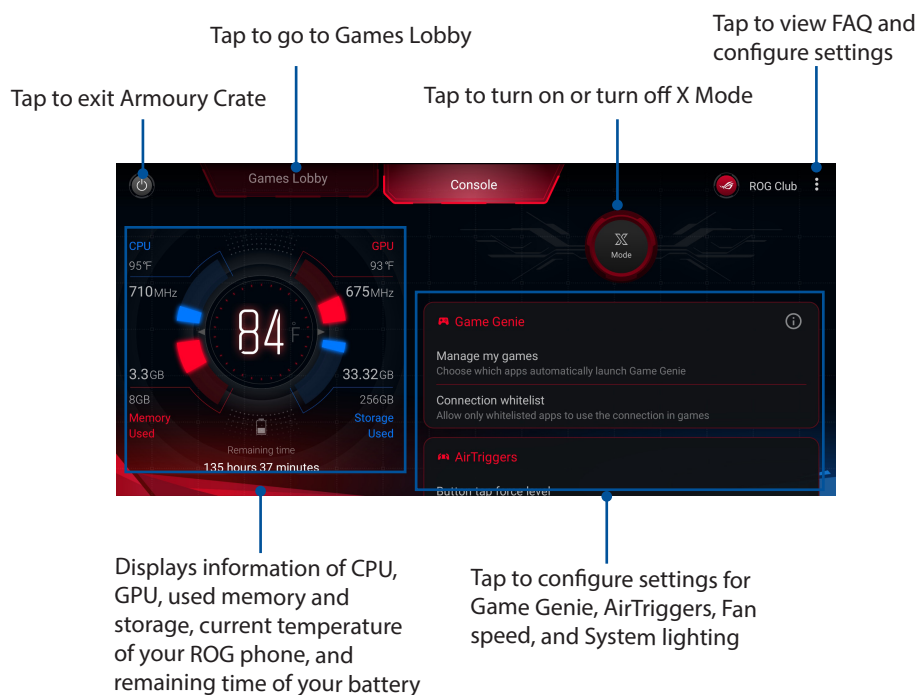 Tap to view FAQ and
configure settings
Tap to go to Games Lobby
Tap to exit Armoury Crate
Tap to turn on or turn off X Mode
Games Lobby
Console
ROG Club
X
Mode
CPU
GPU
95°F
93°F
710MHz
675MHz
84F
3.3GB
33.32GB
8GB
256GB
Memory
Used
Storage
Used
Remaining time
135 hours 37 minutes
Game Genie
Manage my games
Choose which apps automatically launch Game Genie
Connection whitelist
Allow only whitelisted apps to use the connection in games
AirTriggers
Button tap force level
Displays information of CPU,
GPU, used memory and
storage, current temperature
of your ROG phone, and
remaining time of your battery
Tap to configure settings for
Game Genie, AirTriggers, Fan
speed, and System lighting